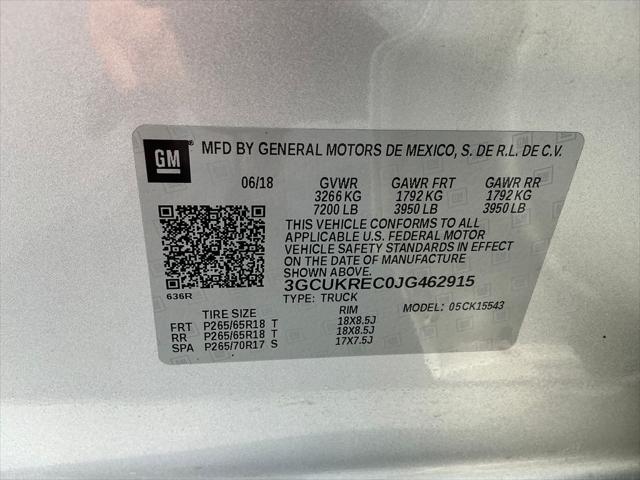 GM ® MFD BY GENERAL MOTORS DE MEXICO, S. DE R.L. DE C.V.
06/18 GVWR GAWR FRT GAWR RR
3266 KG 1792 KG 1792 KG
7200 LB 3950 LB 3950 LB
THIS VEHICLE CONFORMS TO ALL
APPLICABLE U.S. FEDERAL MOTOR
VEHICLE SAFETY STANDARDS IN EFFECT
ON THE DATE OF MANUFACTURE
SHOWN ABOVE.
3GCUKREC0JG462915
636R
TYPE: TRUCK MODEL: 05CK15543
TIRE SIZE RIM
FRT P265/65R18 T 18X8.5J
RR P265/65R18 T 18X8.5J
SPA P265/70R17 S 17X7.5J